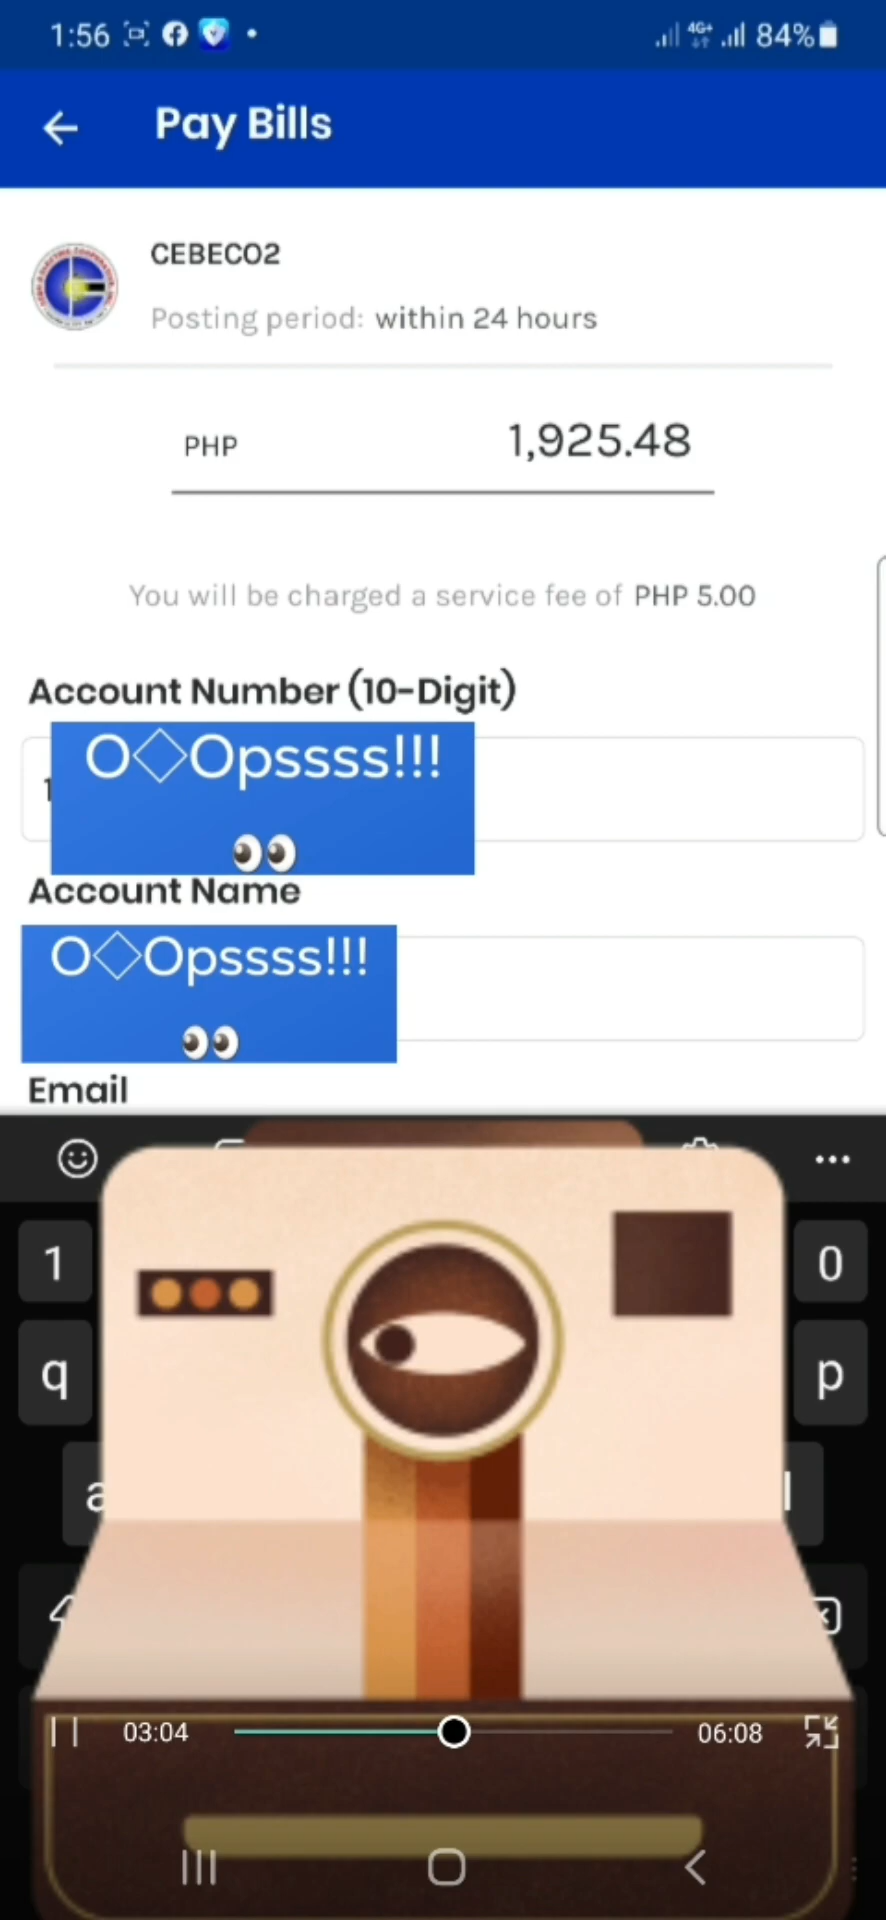 1:56
4G+
84%
Pay Bills
CEBECO2
Posting period: within 24 hours
PHP 1,925.48
You will be charged a service fee of PHP 5.00
Account Number (10-Digit)
1
O◇Opssss!!!
👀
Account Name
O◇Opssss!!!
👀
Email
1 0
q p
a l
03:04 06:08